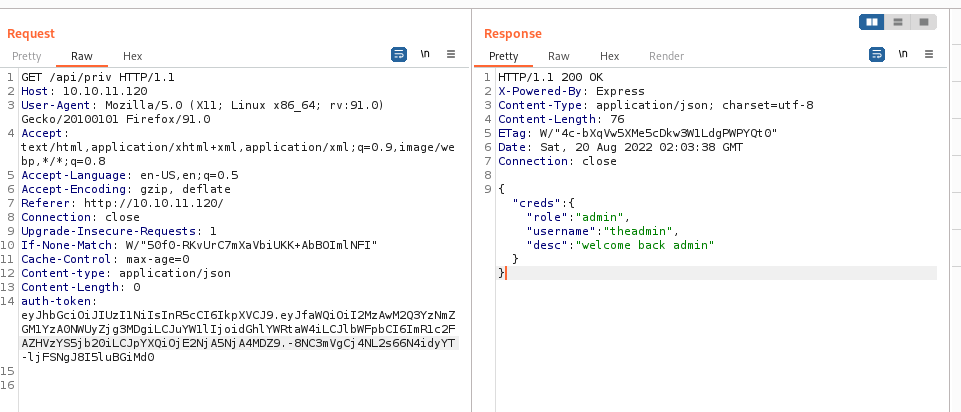 Request
Response
Pretty Raw Hex \n
Pretty Raw Hex Render \n
1 GET /api/priv HTTP/1.1
2 Host: 10.10.11.120
3 User-Agent: Mozilla/5.0 (X11; Linux x86_64; rv:91.0)
Gecko/20100101 Firefox/91.0
4 Accept:
text/html,application/xhtml+xml,application/xml;q=0.9,image/we
bp,*/*;q=0.8
5 Accept-Language: en-US,en;q=0.5
6 Accept-Encoding: gzip, deflate
7 Referer: http://10.10.11.120/
8 Connection: close
9 Upgrade-Insecure-Requests: 1
10 If-None-Match: W/"50f0-RKvUrC7mXaVbiUKK+AbBOImlNFI"
11 Cache-Control: max-age=0
12 Content-type: application/json
13 Content-Length: 0
14 auth-token:
eyJhbGciOiJIUzI1NiIsInR5cCI6IkpXVCJ9.eyJfaWQiOiI2MzAwM2Q3YzNmZ
GM1YzA0NWUyZjg3MDgiLCJuYW1lIjoidGhlYWRtaW4iLCJlbWFpbCI6ImR1c2F
AZHVzYS5jb20iLCJpYXQiOjE2NjA5NjA4MDZ9.-8NC3mVgCj4NL2s66N4idyYT
-ljFSNgJ8I5luBGiMd0
15
16
1 HTTP/1.1 200 OK
2 X-Powered-By: Express
3 Content-Type: application/json; charset=utf-8
4 Content-Length: 76
5 ETag: W/"4c-bXqVw5XMe5cDkw3W1LdgPWPYQt0"
6 Date: Sat, 20 Aug 2022 02:03:38 GMT
7 Connection: close
8
9 {
"creds":{
"role":"admin",
"username":"theadmin",
"desc":"welcome back admin"
}
}